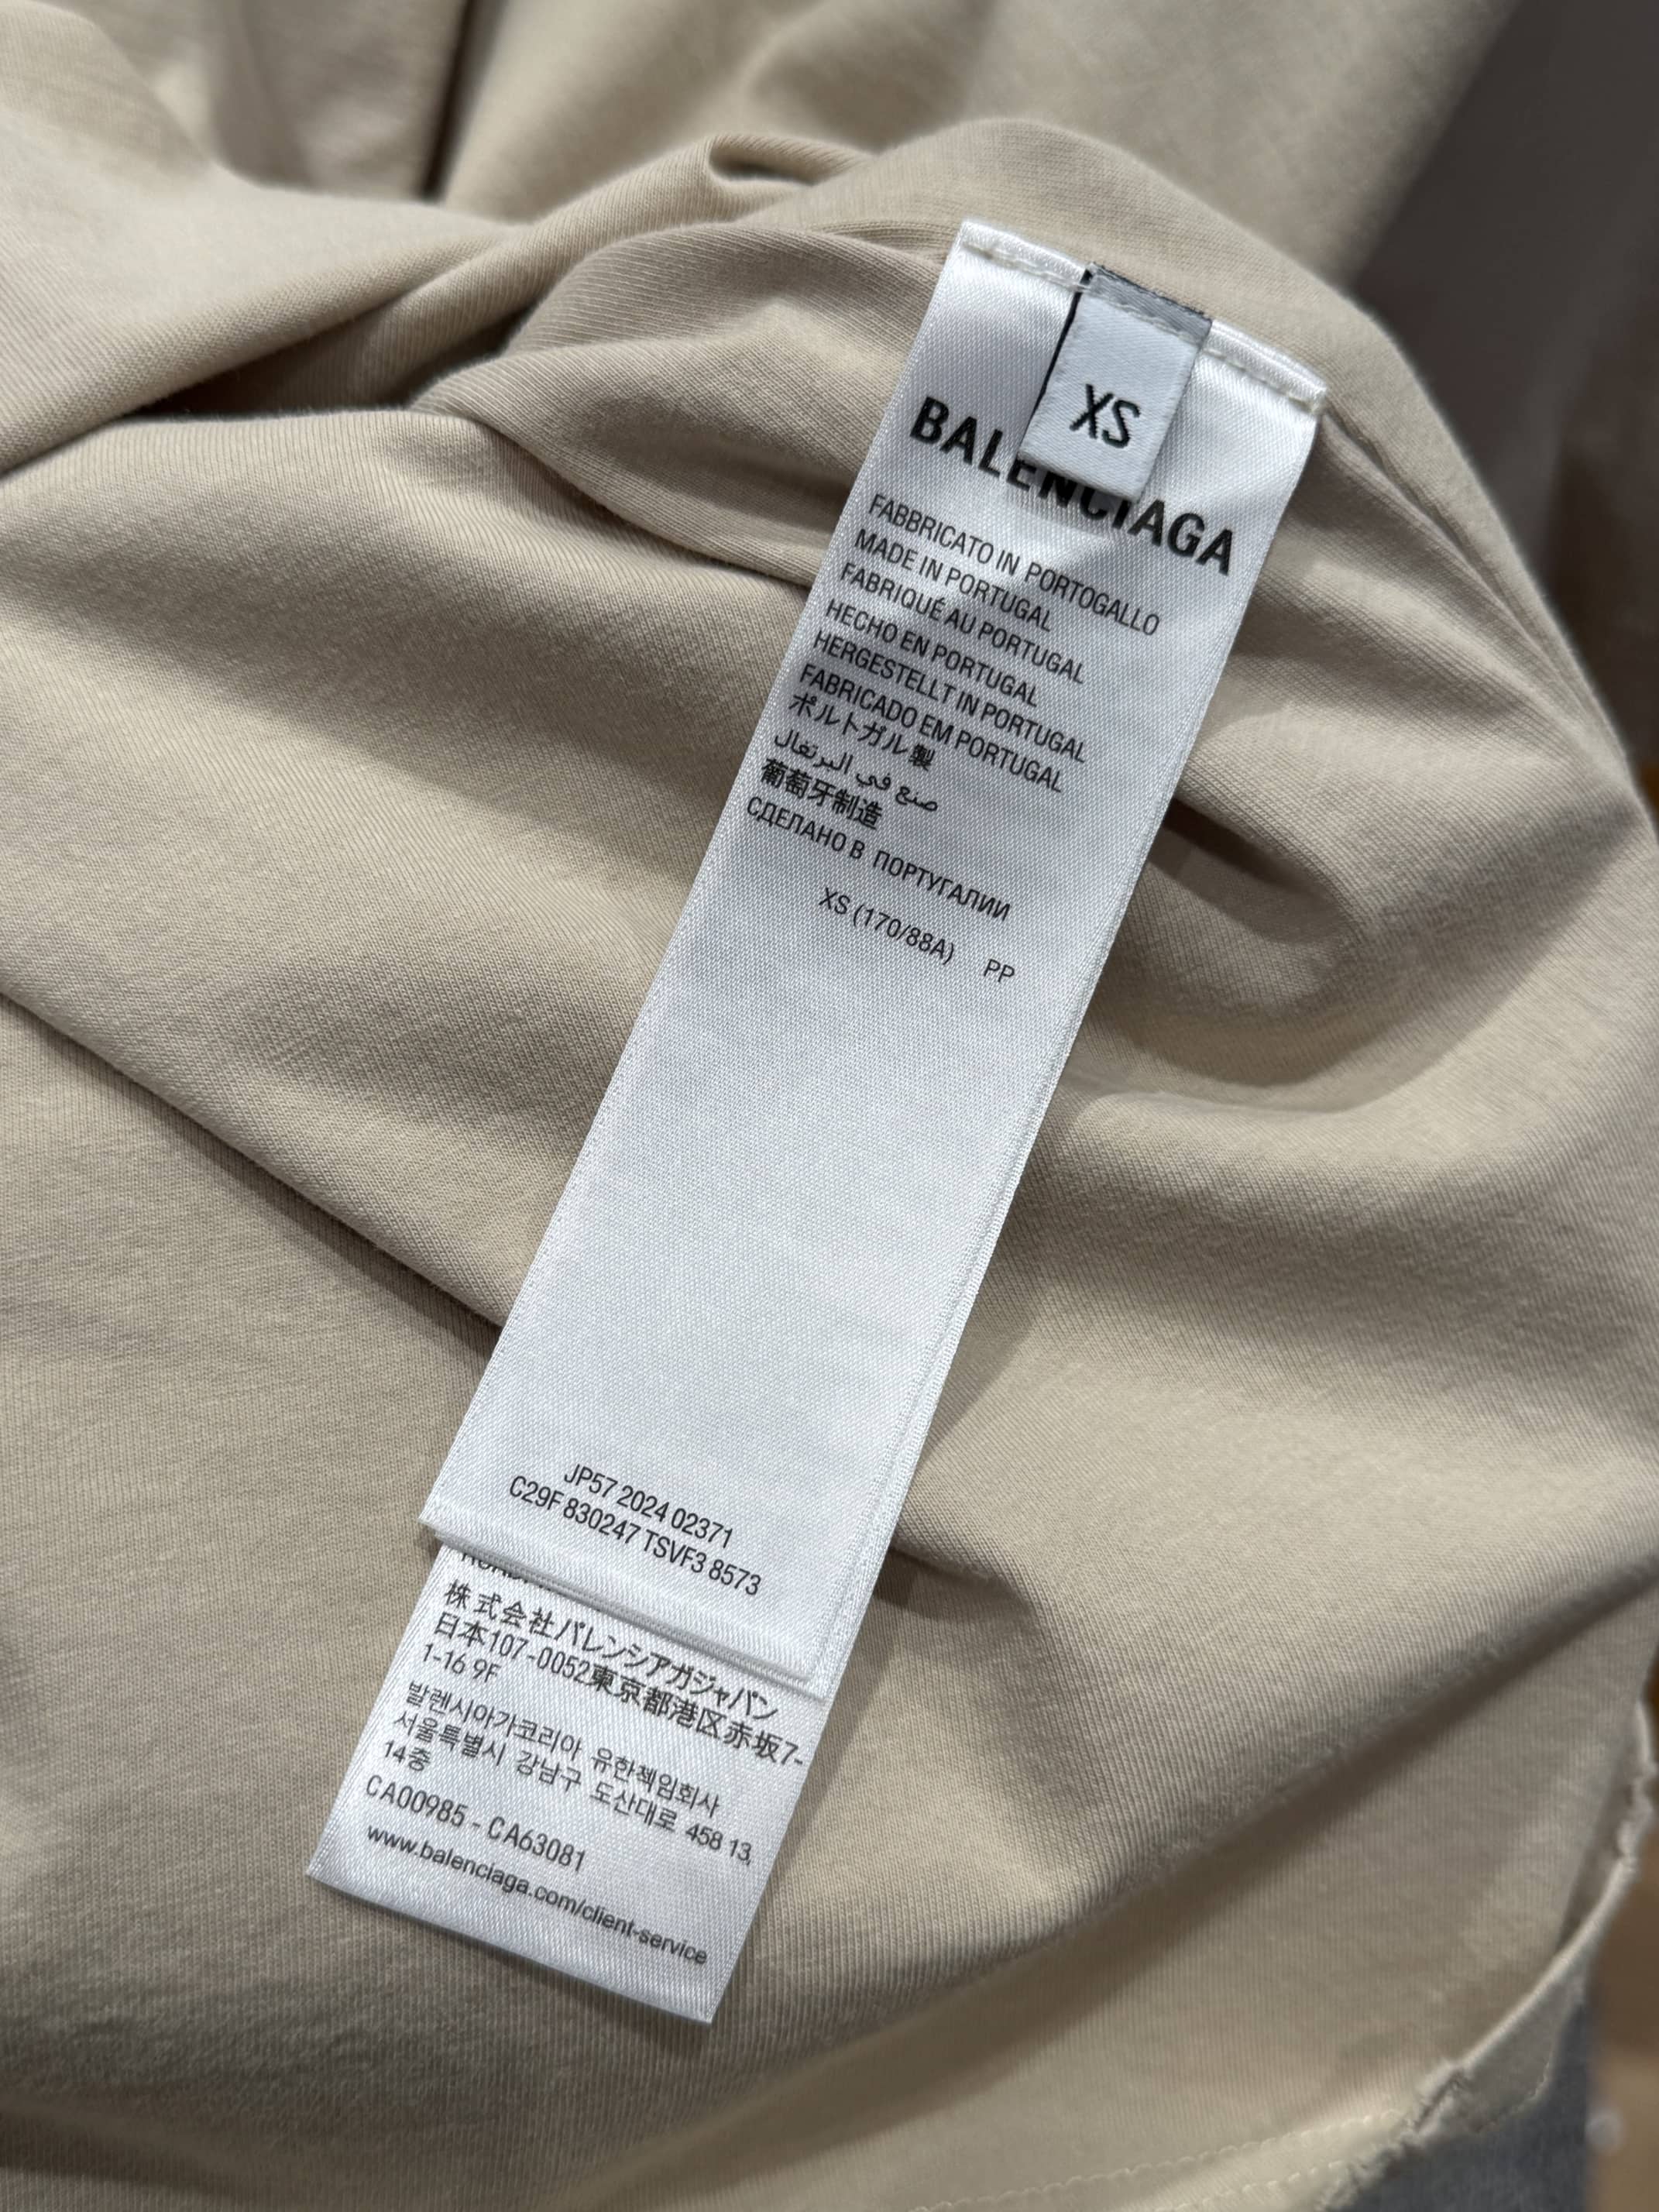 XS
BALENCIAGA
FABBRICATO IN PORTOGALLO
MADE IN PORTUGAL
FABRIQUÉ AU PORTUGAL
HECHO EN PORTUGAL
HERGESTELLT IN PORTUGAL
FABRICADO EM PORTUGAL
ポルトガル製
صنع في البرتغال
葡萄牙制造
СДЕЛАНО В ПОРТУГАЛИИ
XS (170/88A) PP
JP57 2024 02371
C29F 830247 TSVF3 8573
株式会社バレンシアガジャパン
日本107-0052東京都港区赤坂7-
1-16 9F
발렌시아가코리아 유한책임회사
서울특별시 강남구 도산대로 458 13,
14층
CA00985 - CA63081
www.balenciaga.com/client-service